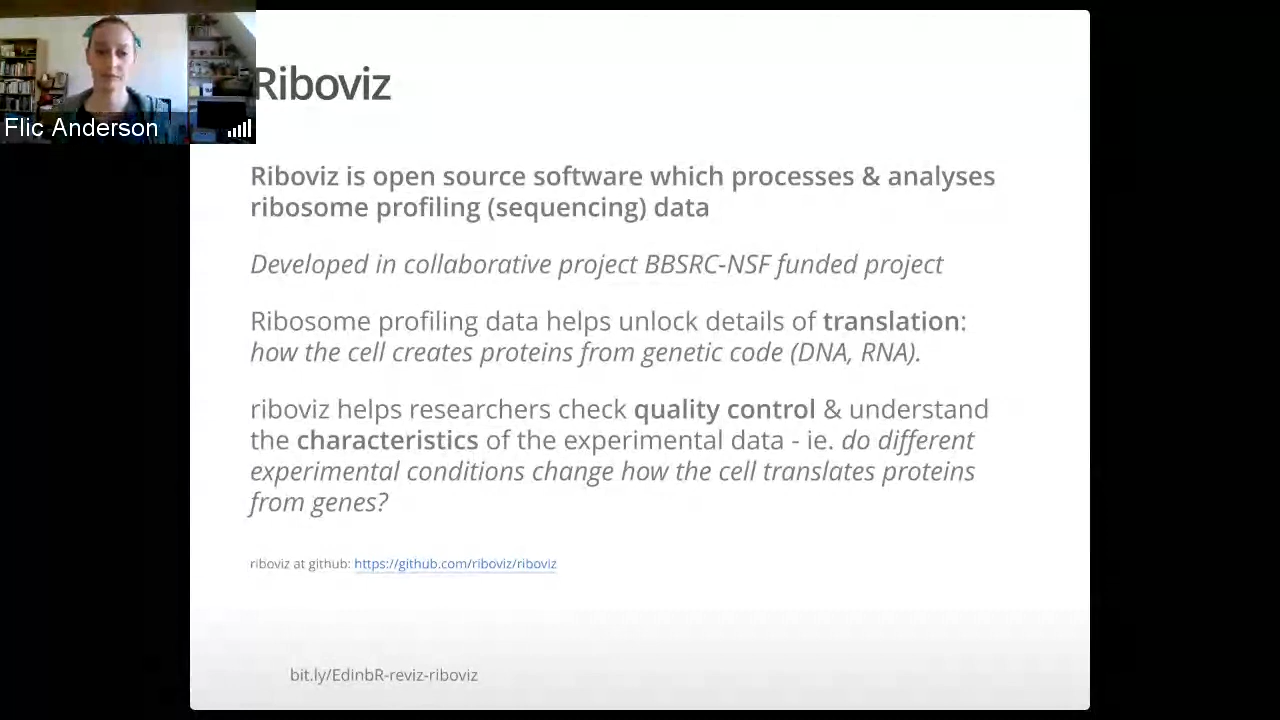 Flic Anderson
Riboviz
Riboviz is open source software which processes & analyses
ribosome profiling (sequencing) data
Developed in collaborative project BBSRC-NSF funded project
Ribosome profiling data helps unlock details of translation:
how the cell creates proteins from genetic code (DNA, RNA).
riboviz helps researchers check quality control & understand
the characteristics of the experimental data - ie. do different
experimental conditions change how the cell translates proteins
from genes?
riboviz at github: https://github.com/riboviz/riboviz
bit.ly/EdinbR-reviz-riboviz